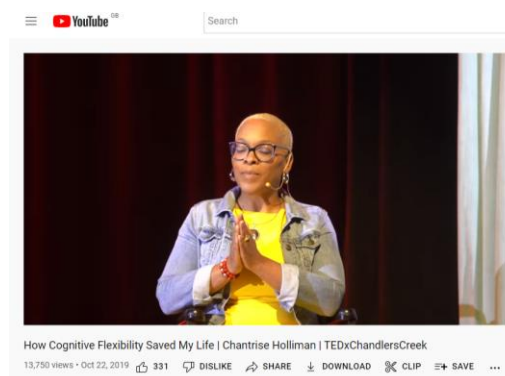 YouTube GB
Search
How Cognitive Flexibility Saved My Life | Chantrise Holliman | TEDxChandlersCreek
13,750 views • Oct 22, 2019 331 DISLIKE SHARE DOWNLOAD CLIP SAVE ...